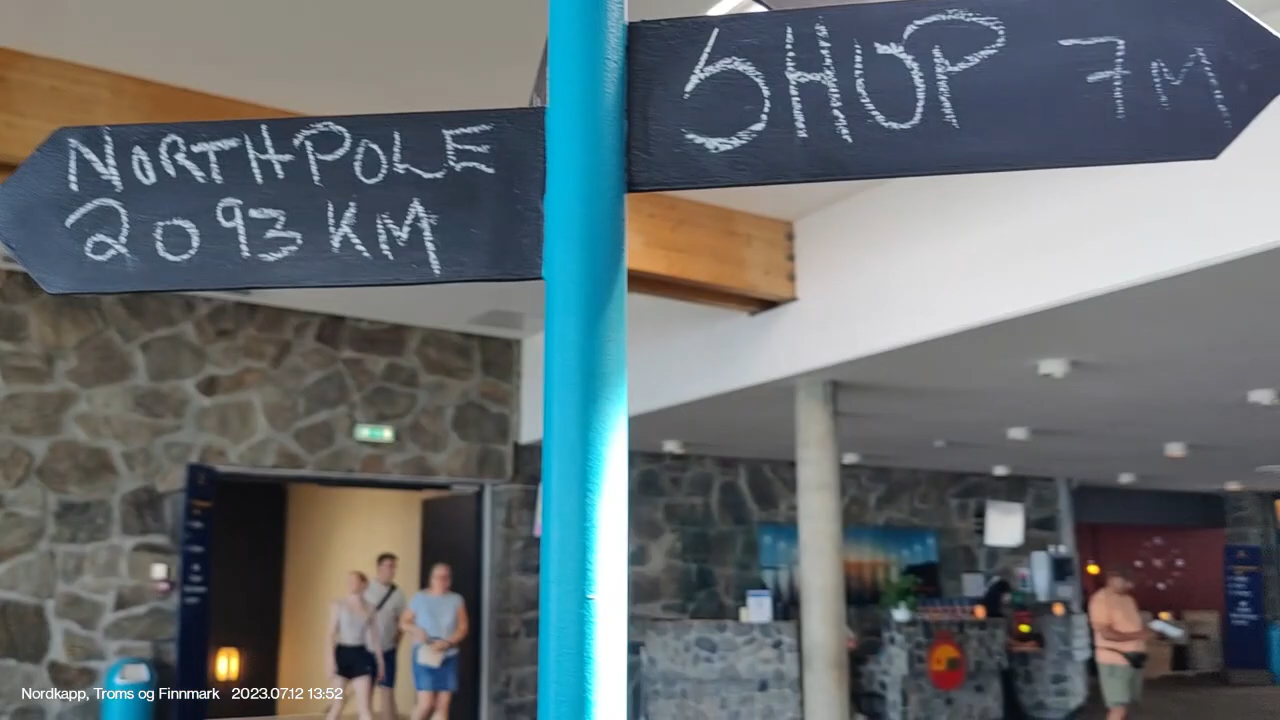 NORTHPOLE
2093 KM
SHOP 7M
Nordkapp, Troms og Finnmark 2023.07.12 13:52